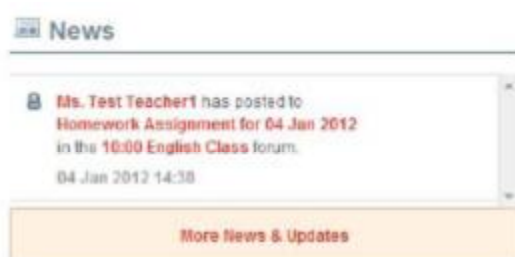 News
Ms. Test Teacher1 has posted to
Homework Assignment for 04 Jan 2012
in the 10:00 English Class forum.
04 Jan 2012 14:38
More News & Updates